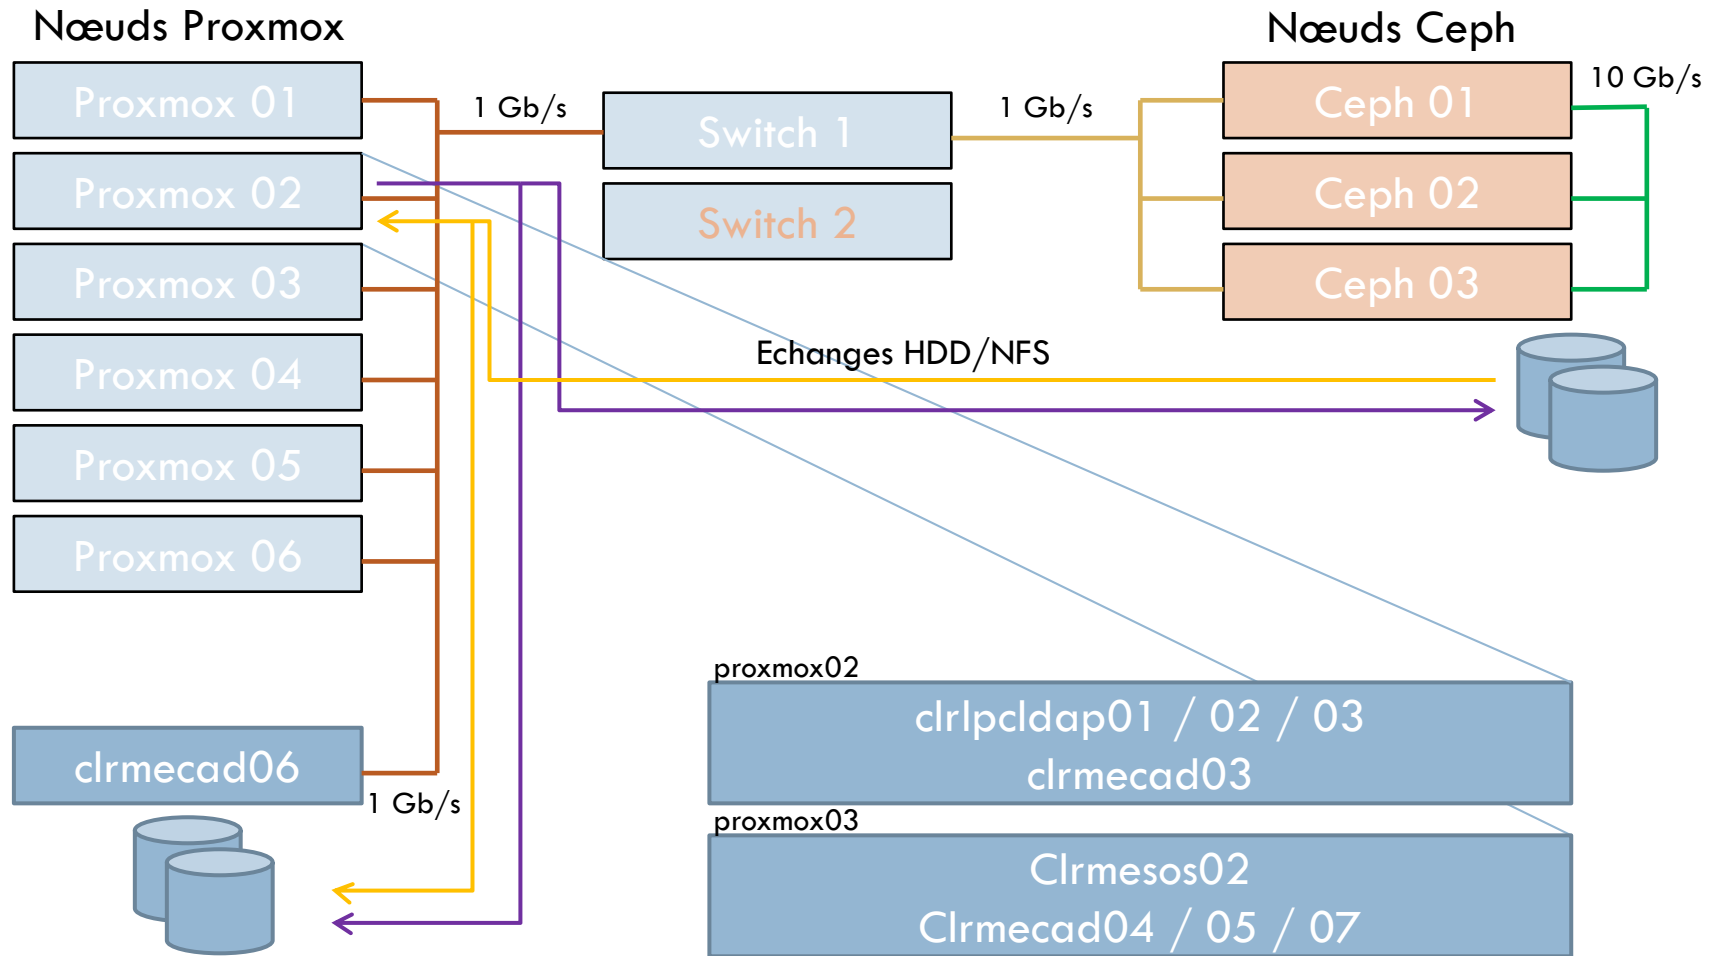 Nœuds Proxmox
Nœuds Ceph
Proxmox 01
1 Gb/s
Switch 1
1 Gb/s
Ceph 01
10 Gb/s
Proxmox 02
Switch 2
Ceph 02
Proxmox 03
Ceph 03
Echanges HDD/NFS
Proxmox 04
Proxmox 05
Proxmox 06
clrmecad06
1 Gb/s
proxmox02
clrlpcldap01 / 02 / 03
clrmecad03
proxmox03
Clrmesos02
Clrmecad04 / 05 / 07